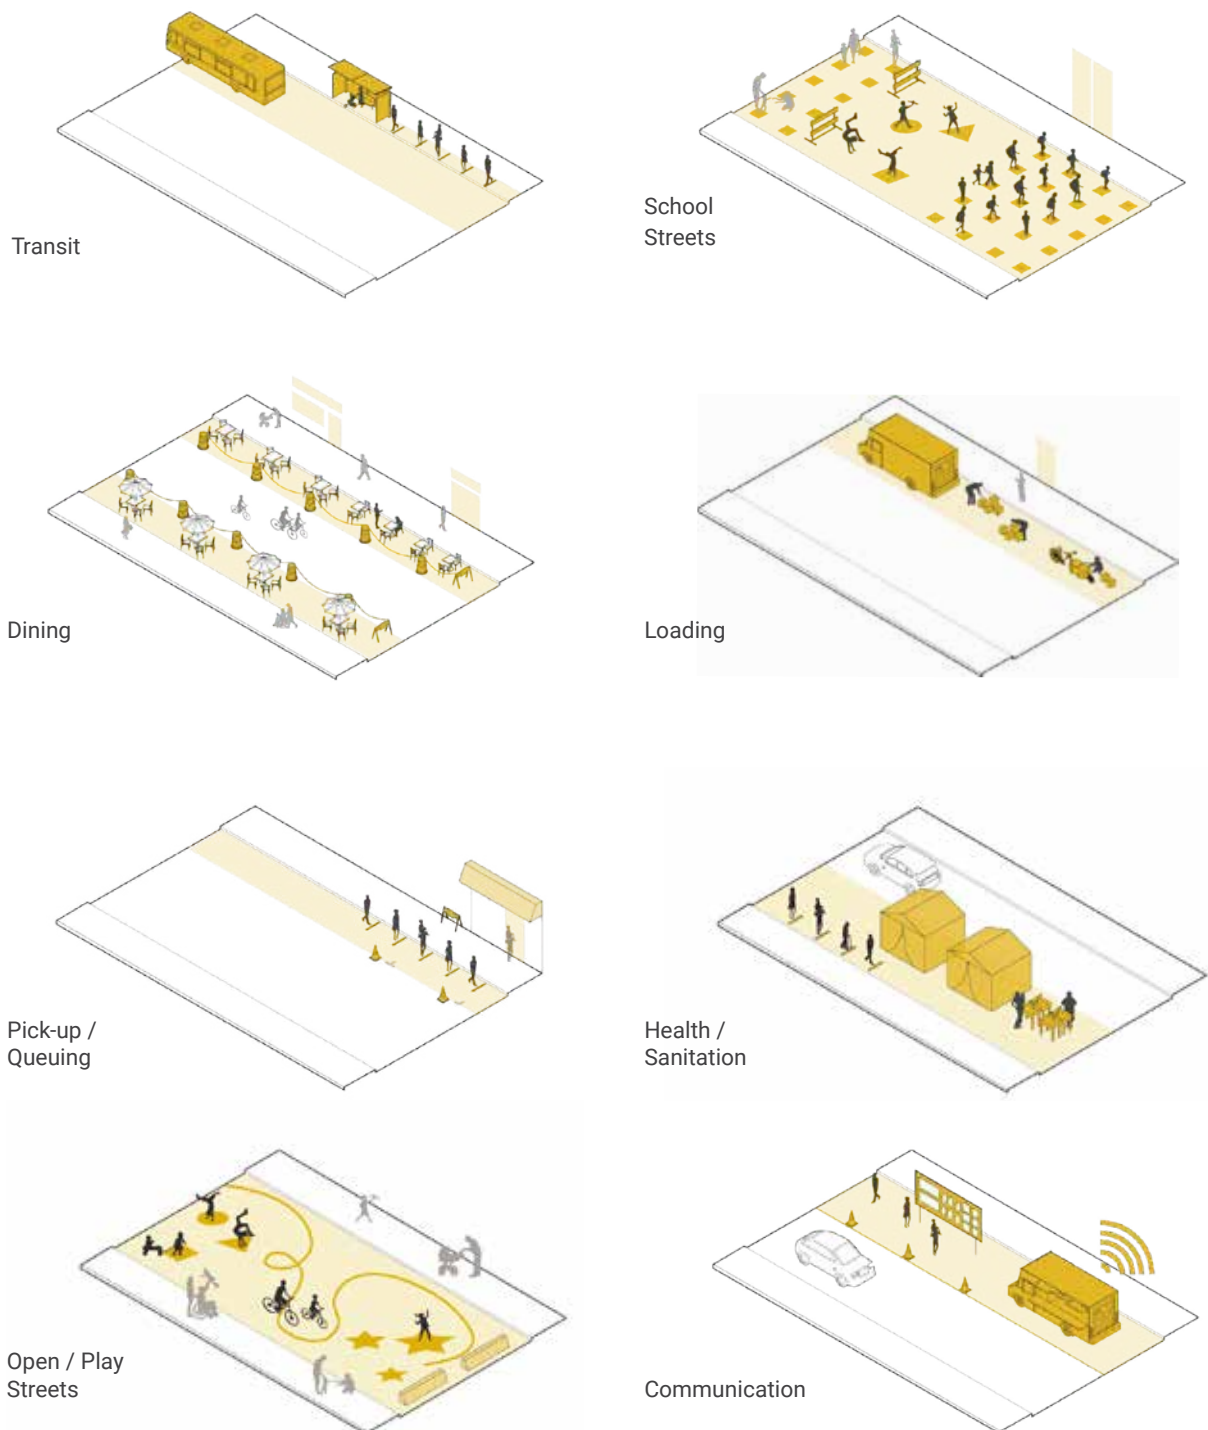 Transit
School
Streets
Dining
Loading
Pick-up /
Queuing
Health /
Sanitation
Open / Play
Streets
Communication